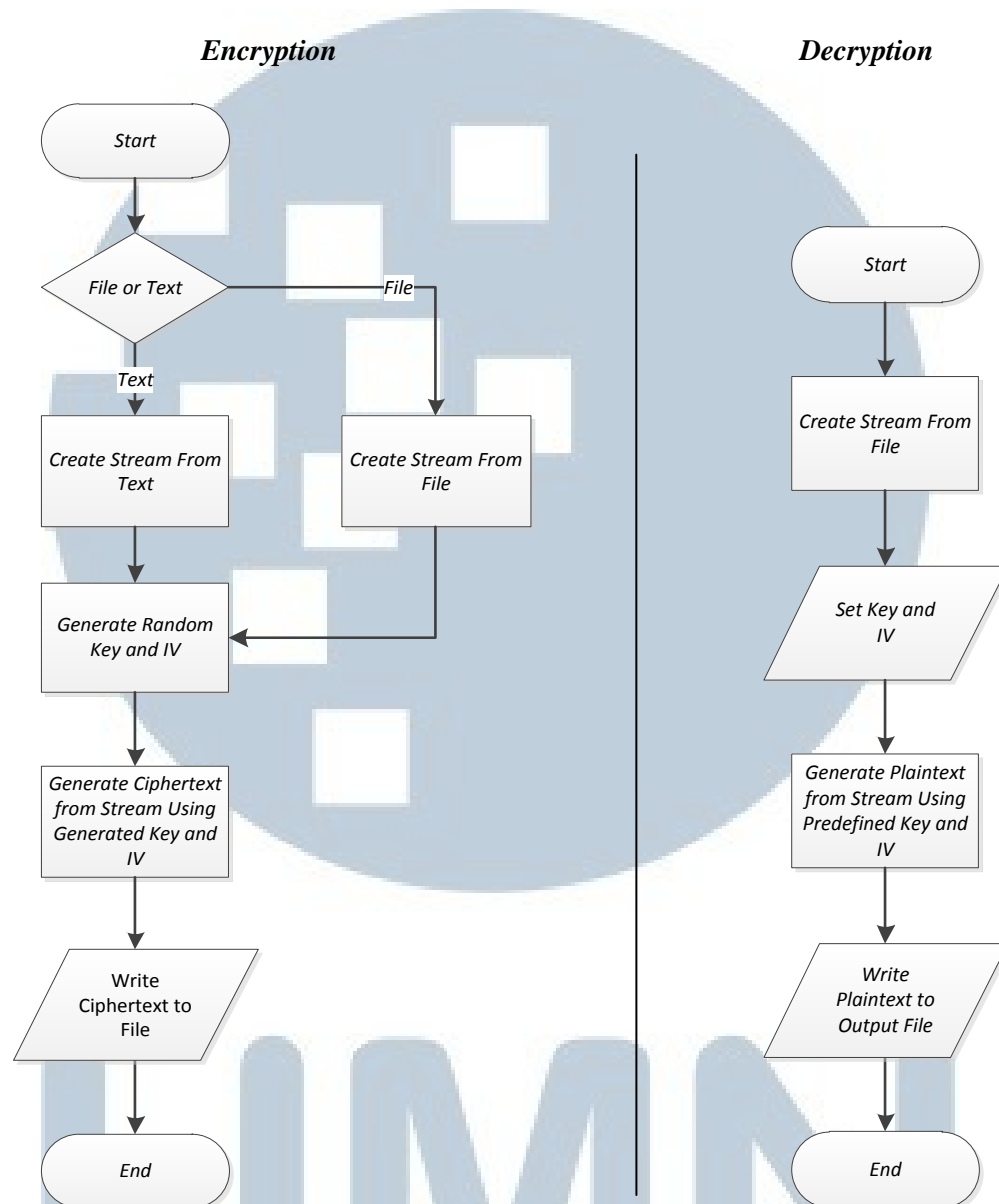 Encryption
Start
File or Text
File
Text
Create Stream From
Text
Create Stream From
File
Generate Random
Key and IV
Generate Ciphertext
from Stream Using
Generated Key and
IV
Write
Ciphertext to
File
End
Decryption
Start
Create Stream From
File
Set Key and
IV
Generate Plaintext
from Stream Using
Predefined Key and
IV
Write
Plaintext to
Output File
End